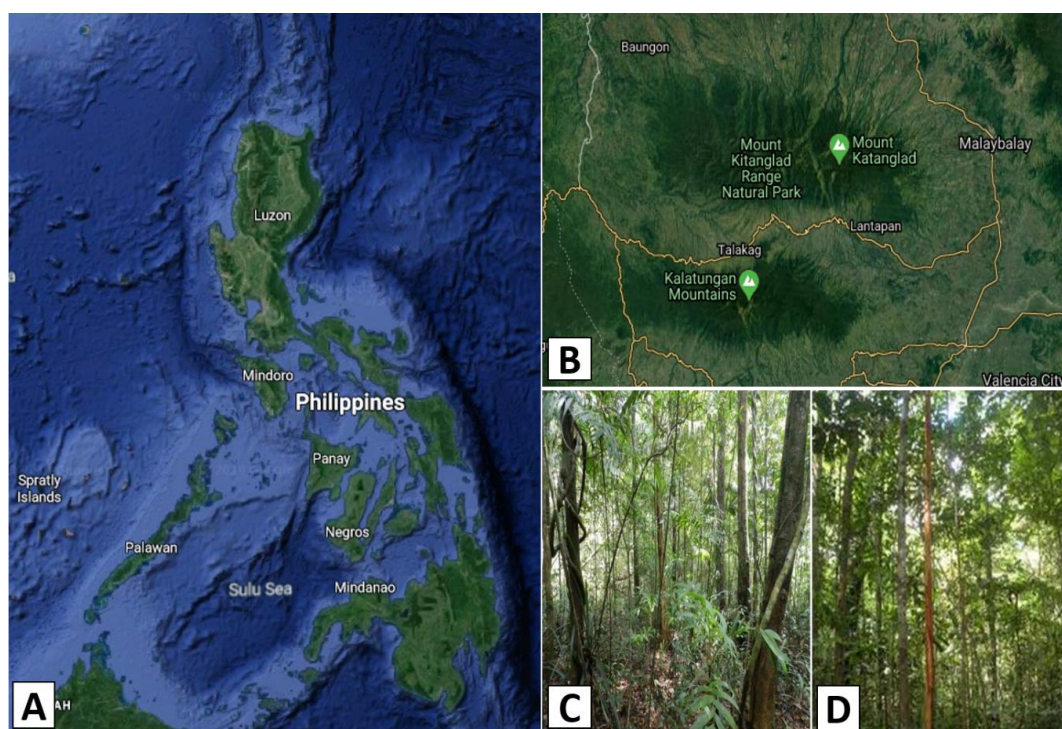 Luzon
Mindoro
Philippines
Panay
Spratly
Islands
Negros
Palawan
Mindanao
Sulu Sea
AH
A
Baungon
Mount
Katanglad
Malaybalay
Mount
Kitanglad
Range
Natural Park
Lantapan
Talakag
Kalatungan
Mountains
Valencia City
B
C
D